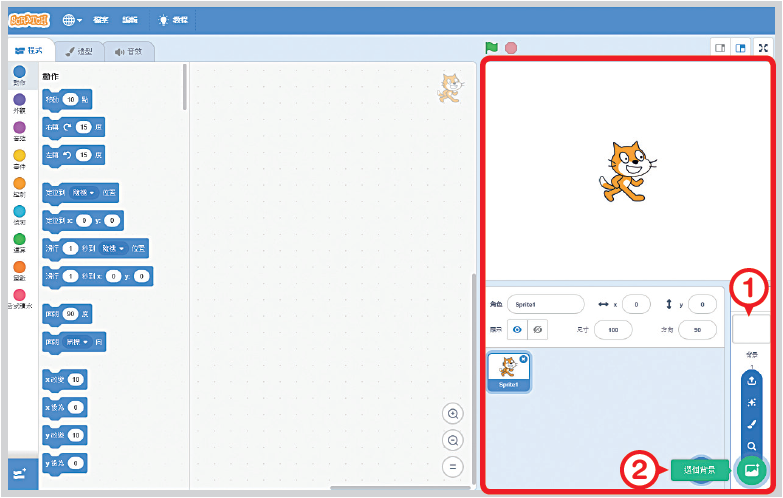 SCRATCH 檔案 編輯 教程
程式 造型 音效
動作
外觀
音效
事件
控制
偵測
運算
變數
函式積木
動作
移動 10 點
右轉 15 度
左轉 15 度
定位到 隨機 位置
定位到 x: 0 y: 0
滑行 1 秒到 隨機 位置
滑行 1 秒到 x: 0 y: 0
面朝 90 度
面朝 鼠標 向
x 改變 10
x 設為 0
y 改變 10
y 設為 0
角色 Sprite1 x 0 y 0
顯示 尺寸 100 方向 90
Sprite1
①
背景
1
②
選個背景